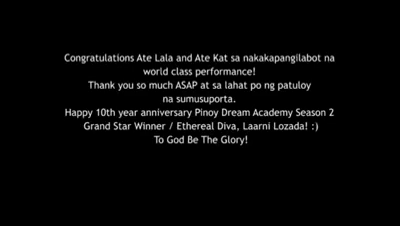 Congratulations Ate Lala and Ate Kat sa nakakapangilabot na
world class performance!
Thank you so much ASAP at sa lahat po ng patuloy
na sumusuporta.
Happy 10th year anniversary Pinoy Dream Academy Season 2
Grand Star Winner / Ethereal Diva, Laarni Lozada! :)
To God Be The Glory!